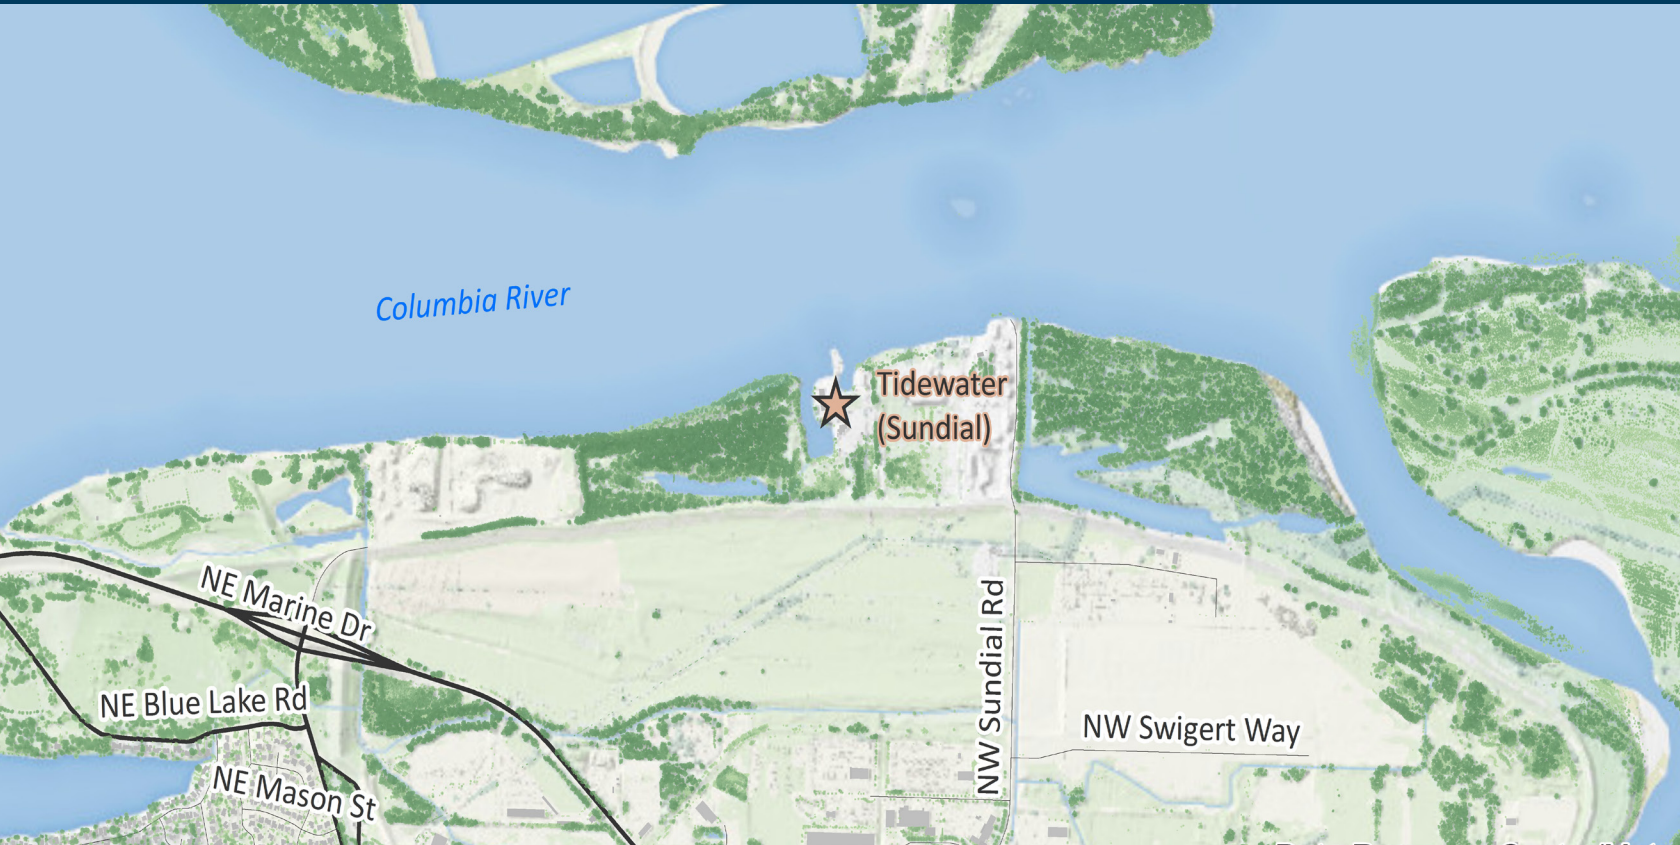 Columbia River
Tidewater
(Sundial)
NE Marine Dr
NE Blue Lake Rd
NE Mason St
NW Sundial Rd
NW Swigert Way